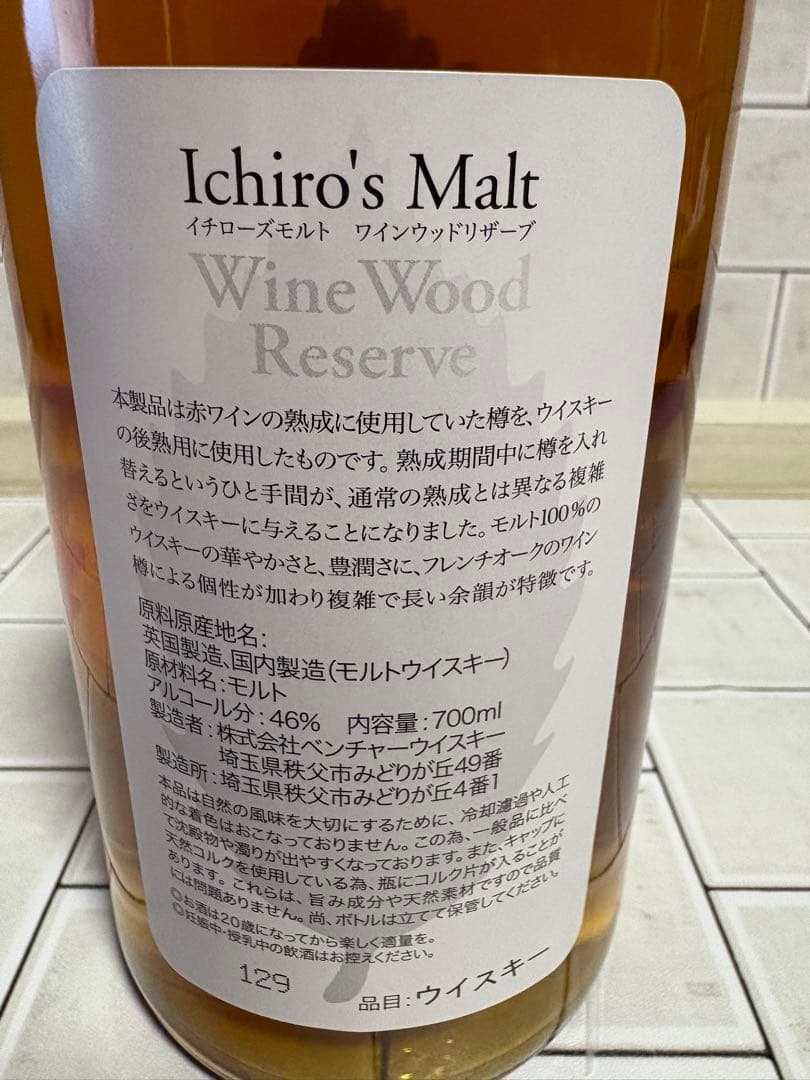 Ichiro's Malt
イチローズモルト　ワインウッドリザーブ
Wine Wood
Reserve
本製品は赤ワインの熟成に使用していた樽を、ウイスキー
の後熟用に使用したものです。熟成期間中に樽を入れ
替えるというひと手間が、通常の熟成とは異なる複雑
さをウイスキーに与えることになりました。モルト100%の
ウイスキーの華やかさと、豊潤さに、フレンチオークのワイン
樽による個性が加わり複雑で長い余韻が特徴です。
原料原産地名：
英国製造、国内製造（モルトウイスキー）
原材料名：モルト
アルコール分：46%　内容量：700ml
製造者：株式会社ベンチャーウイスキー
埼玉県秩父市みどりが丘49番
製造所：埼玉県秩父市みどりが丘4番1
本品は自然の風味を大切にするために、冷却濾過や人工
的な着色はおこなっておりません。この為、一般品に比べ
て沈殿物や濁りが出やすくなっております。また、キャップに
天然コルクを使用している為、瓶にコルク片が入ることが
あります。これらは、旨み成分や天然素材ですので品質
には問題ありません。尚、ボトルは立てて保管してください。
◎お酒は20歳になってから楽しく適量を。
◎妊娠中・授乳中の飲酒はお控えください。
129
品目：ウイスキー